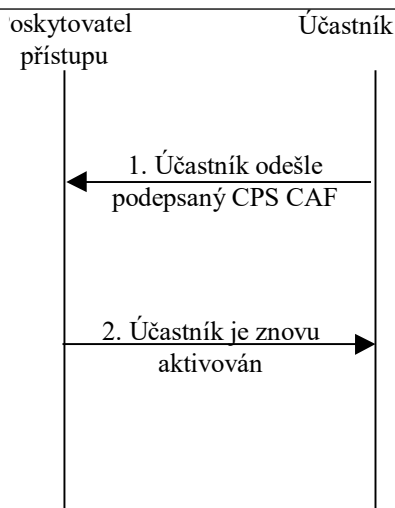 oskytovatel
přístupu
Účastník
1. Účastník odešle
podepsaný CPS CAF
2. Účastník je znovu
aktivován